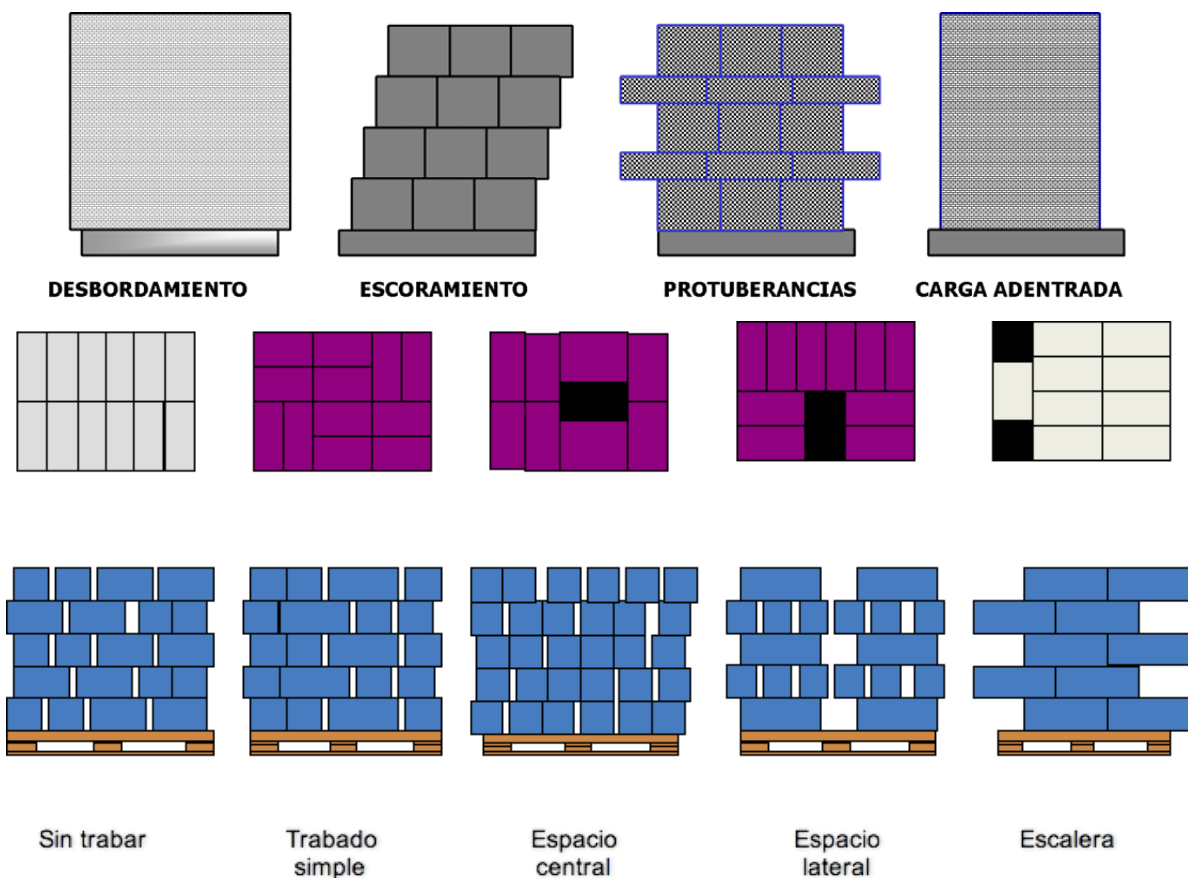 DESBORDAMIENTO
ESCORAMIENTO
PROTUBERANCIAS
CARGA ADENTRADA
Sin trabar
Trabado
simple
Espacio
central
Espacio
lateral
Escalera